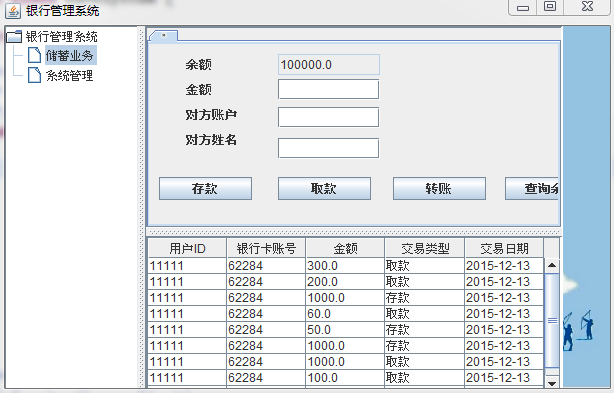 银行管理系统
银行管理系统
储蓄业务
系统管理
余额 100000.0
金额
对方账户
对方姓名
存款 取款 转账 查询余
用户ID 银行卡账号 金额 交易类型 交易日期
11111 62284 300.0 取款 2015-12-13
11111 62284 200.0 取款 2015-12-13
11111 62284 1000.0 存款 2015-12-13
11111 62284 60.0 取款 2015-12-13
11111 62284 50.0 存款 2015-12-13
11111 62284 1000.0 存款 2015-12-13
11111 62284 1000.0 取款 2015-12-13
11111 62284 100.0 取款 2015-12-13